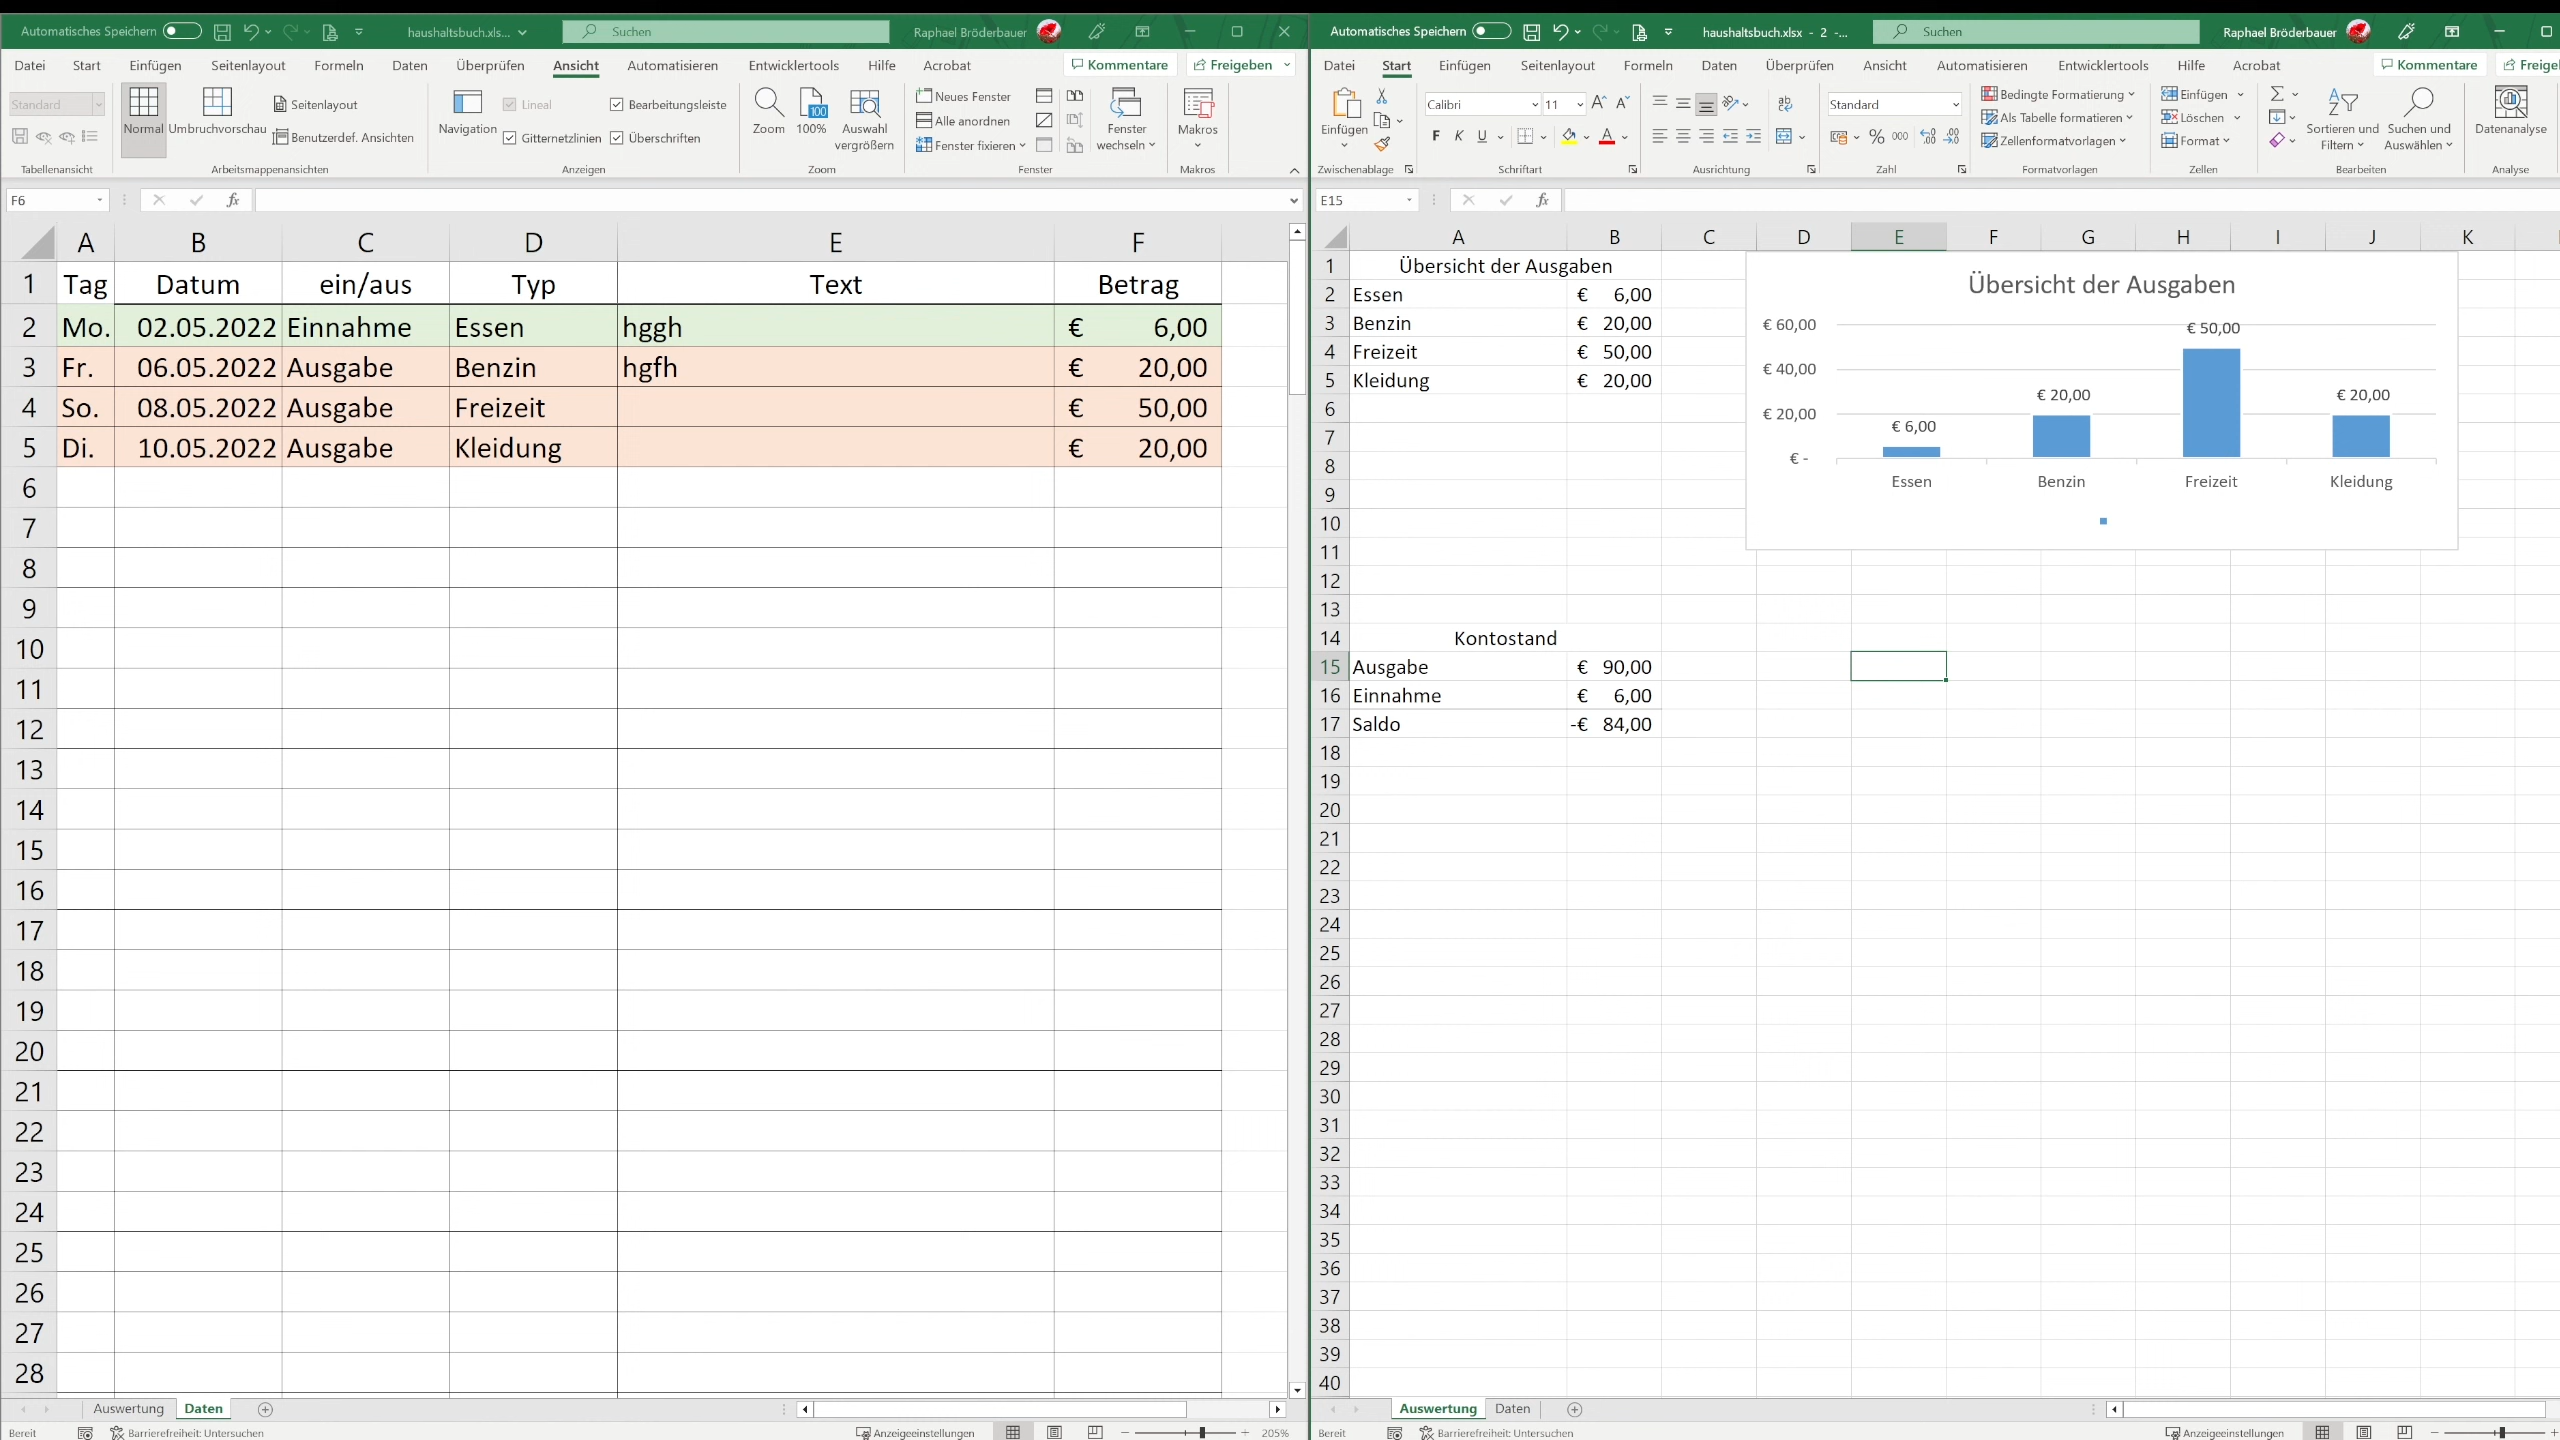 Automatisches Speichern
haushaltsbuch.xls...
Suchen
Raphael Bröderbauer
Datei Start Einfügen Seitenlayout Formeln Daten Überprüfen Ansicht Automatisieren Entwicklertools Hilfe Acrobat Kommentare Freigeben
Standard
Normal
Umbruchvorschau
Seitenlayout
Benutzerdef. Ansichten
Navigation
Lineal
Bearbeitungsleiste
Gitternetzlinien
Überschriften
Zoom
100
100%
Auswahl
vergrößern
Neues Fenster
Alle anordnen
Fenster fixieren
Fenster
wechseln
Makros
Tabellenansicht Arbeitsmappenansichten Anzeigen Zoom Fenster Makros
F6
fx
A B C D E F
1 Tag Datum ein/aus Typ Text Betrag
2 Mo. 02.05.2022 Einnahme Essen hggh € 6,00
3 Fr. 06.05.2022 Ausgabe Benzin hgfh € 20,00
4 So. 08.05.2022 Ausgabe Freizeit € 50,00
5 Di. 10.05.2022 Ausgabe Kleidung € 20,00
6
7
8
9
10
11
12
13
14
15
16
17
18
19
20
21
22
23
24
25
26
27
28
Auswertung Daten
Bereit
Barrierefreiheit: Untersuchen
Anzeigeeinstellungen
205%
Automatisches Speichern
haushaltsbuch.xlsx - 2 -...
Suchen
Raphael Bröderbauer
Datei Start Einfügen Seitenlayout Formeln Daten Überprüfen Ansicht Automatisieren Entwicklertools Hilfe Acrobat Kommentare Freige
Einfügen
Calibri
11
F K U
ab
Standard
% 000
Bedingte Formatierung
Als Tabelle formatieren
Zellenformatvorlagen
Einfügen
Löschen
Format
Sortieren und
Filtern
Suchen und
Auswählen
Datenanalyse
Zwischenablage Schriftart Ausrichtung Zahl Formatvorlagen Zellen Bearbeiten Analyse
E15
fx
A B C D E F G H I J K
1 Übersicht der Ausgaben
2 Essen € 6,00
3 Benzin € 20,00
4 Freizeit € 50,00
5 Kleidung € 20,00
6
7
8
9
10
11
12
13
14 Kontostand
15 Ausgabe € 90,00
16 Einnahme € 6,00
17 Saldo -€ 84,00
18
19
20
21
22
23
24
25
26
27
28
29
30
31
32
33
34
35
36
37
38
39
40
Übersicht der Ausgaben
€ 60,00
€ 40,00
€ 20,00
€ -
€ 6,00
€ 20,00
€ 50,00
€ 20,00
Essen Benzin Freizeit Kleidung
Auswertung Daten
Bereit
Barrierefreiheit: Untersuchen
Anzeigeeinstellungen